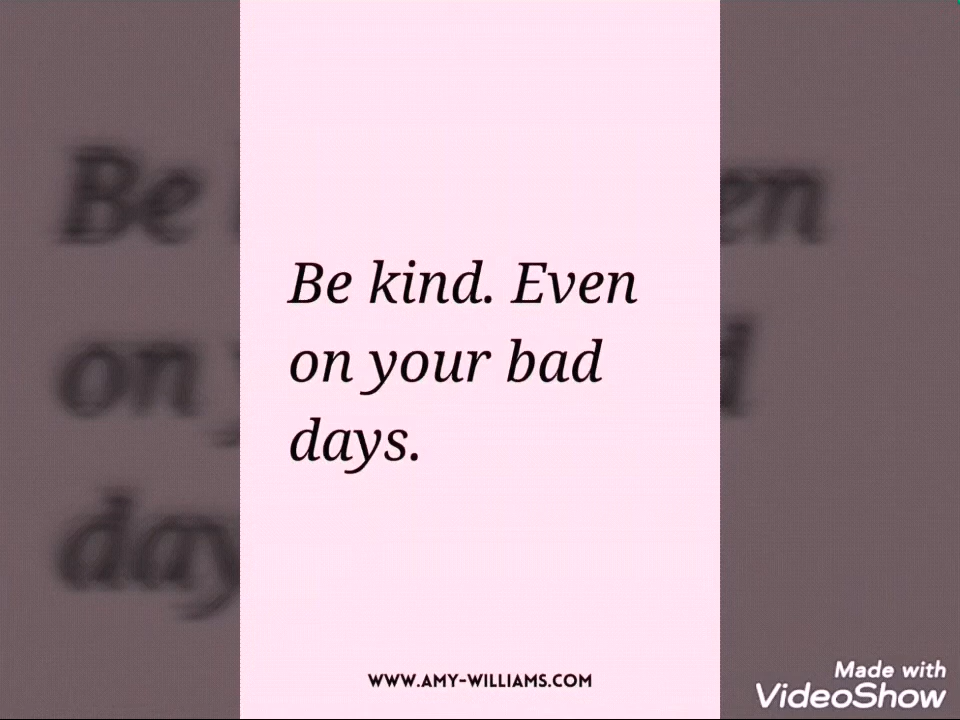 Be kind. Even
on your bad
days.
WWW.AMY-WILLIAMS.COM
Made with
VideoShow